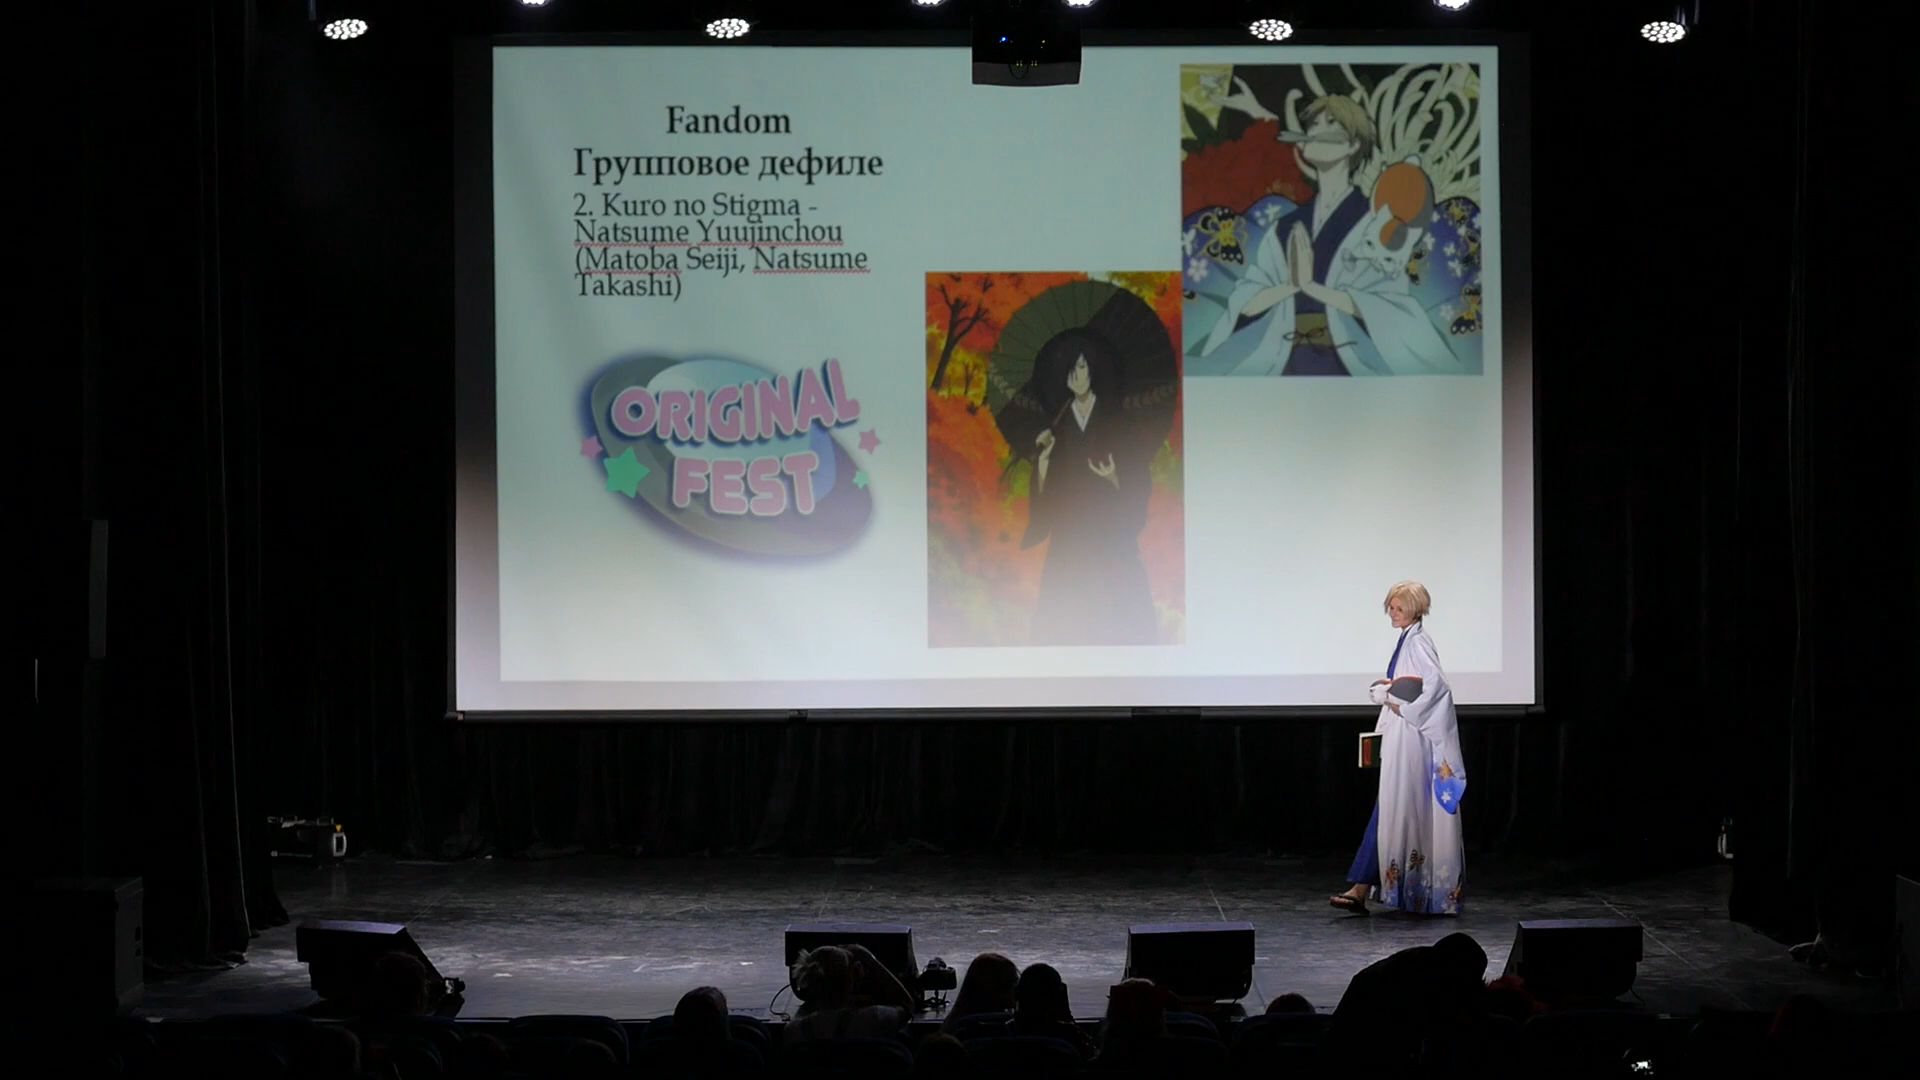 Fandom
Групповое дефиле
2. Kuro no Stigma -
Natsume Yuujinchou
(Matoba Seiji, Natsume
Takashi)
ORIGINAL
FEST